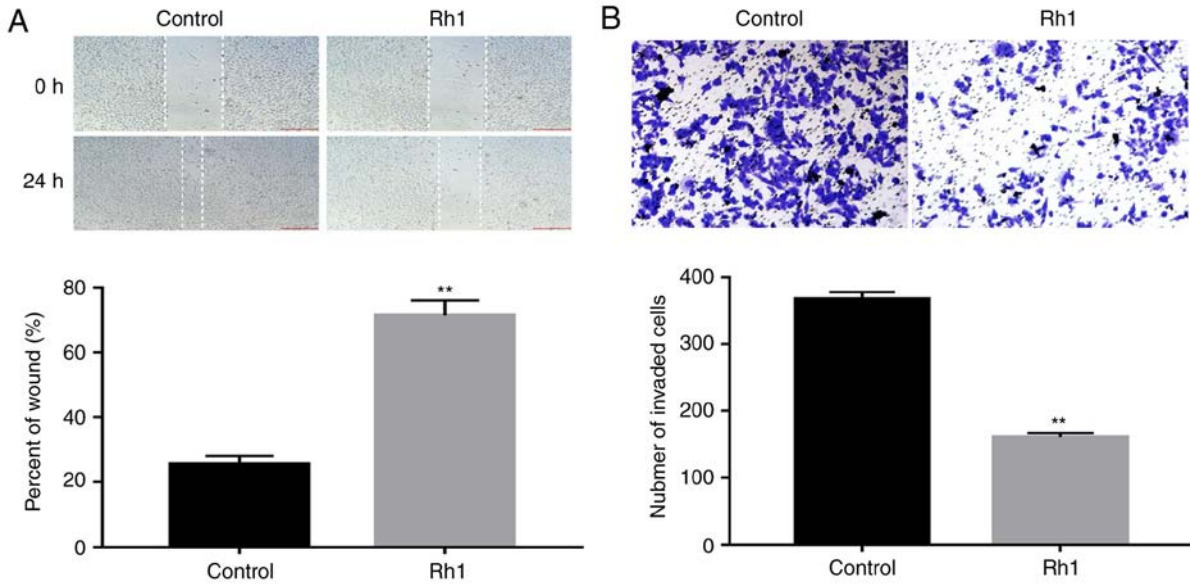 A
Control
Rh1
0 h
24 h
Percent of wound (%)
80
60
40
20
0
**
Control
Rh1
B
Control
Rh1
Nubmer of invaded cells
400
300
200
100
0
**
Control
Rh1